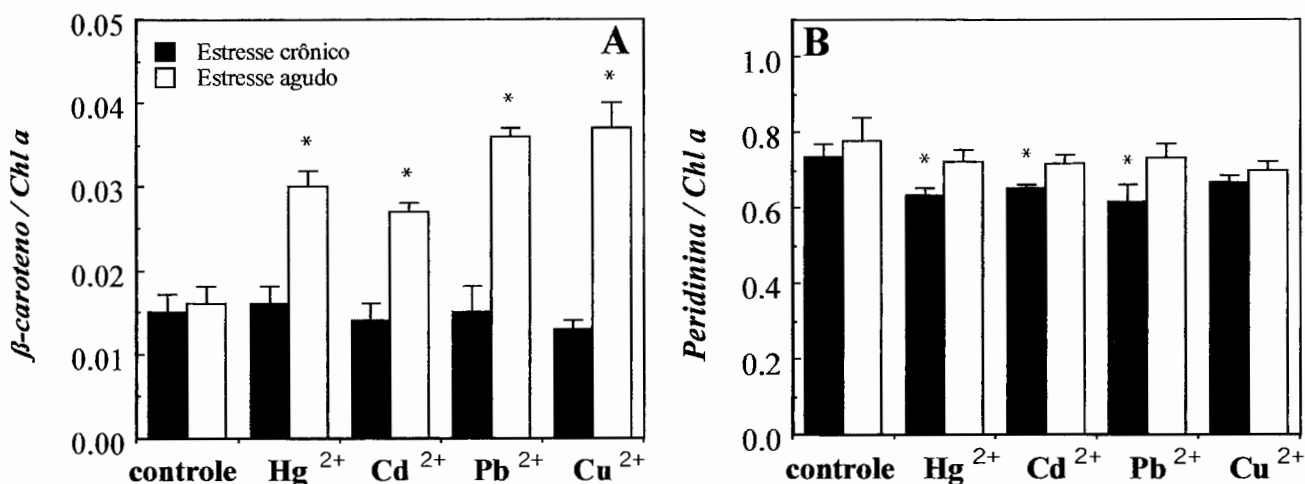 A
Estresse crônico
Estresse agudo
β-caroteno / Chl a
0.05
0.04
0.03
0.02
0.01
0.00
*
*
*
*
controle
Hg 2+
Cd 2+
Pb 2+
Cu 2+
B
Peridinina / Chl a
1.0
0.8
0.6
0.4
0.2
0.0
*
*
*
controle
Hg 2+
Cd 2+
Pb 2+
Cu 2+